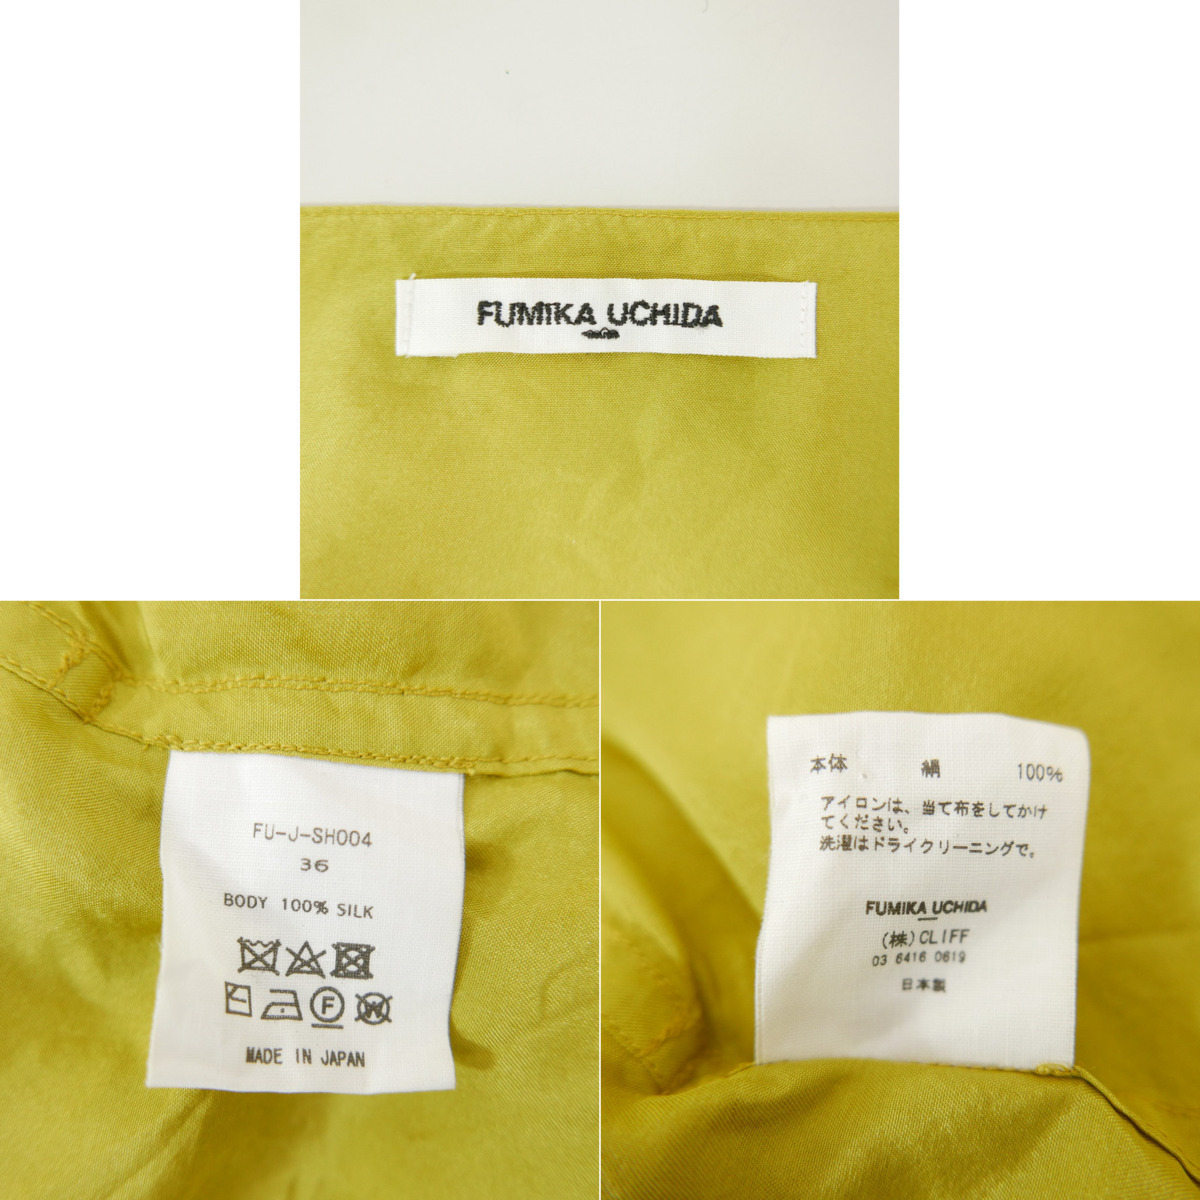 FUMIKA UCHIDA
FU-J-SH004
36
BODY 100% SILK
F
W
MADE IN JAPAN
本体 絹 100%
アイロンは、当て布をしてかけ
てください。
洗濯はドライクリーニングで。
FUMIKA UCHIDA
(株)CLIFF
03 6416 0619
日本製